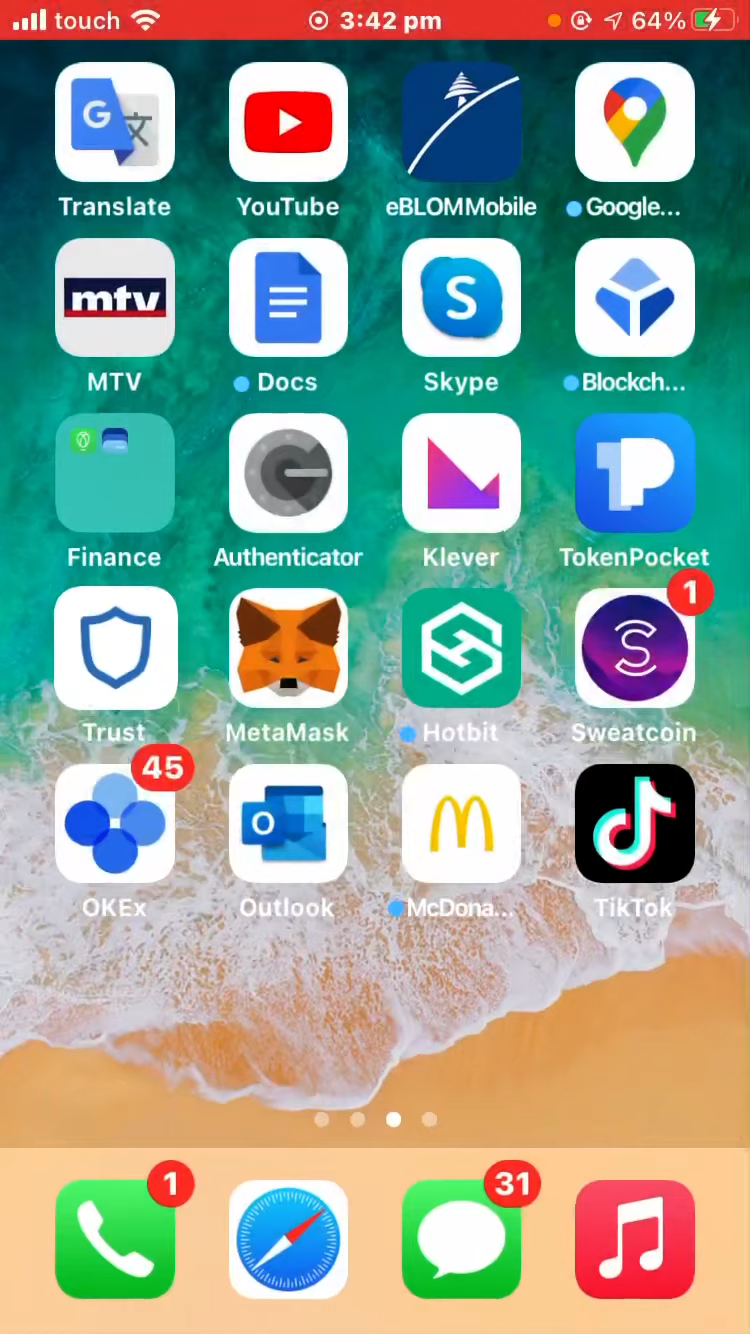 touch 3:42 pm 64%
Translate YouTube eBLOMMobile Google...
mtv
S
MTV Docs Skype Blockch...
Finance Authenticator Klever TokenPocket
1
S
Trust MetaMask Hotbit Sweatcoin
45
O
OKEx Outlook McDona... TikTok
1 31